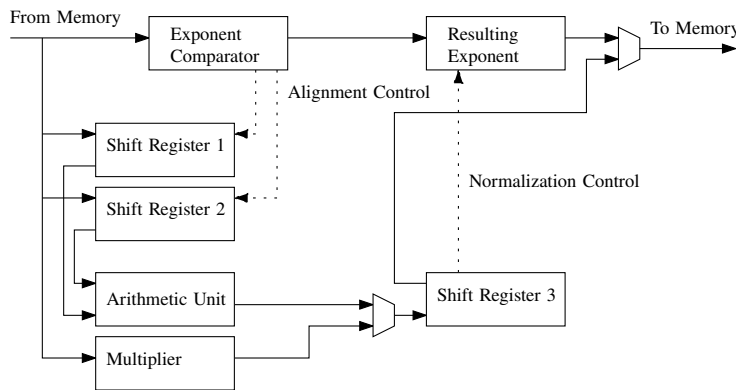 From Memory
Exponent
Comparator
Resulting
Exponent
To Memory
Alignment Control
Shift Register 1
Shift Register 2
Normalization Control
Arithmetic Unit
Shift Register 3
Multiplier